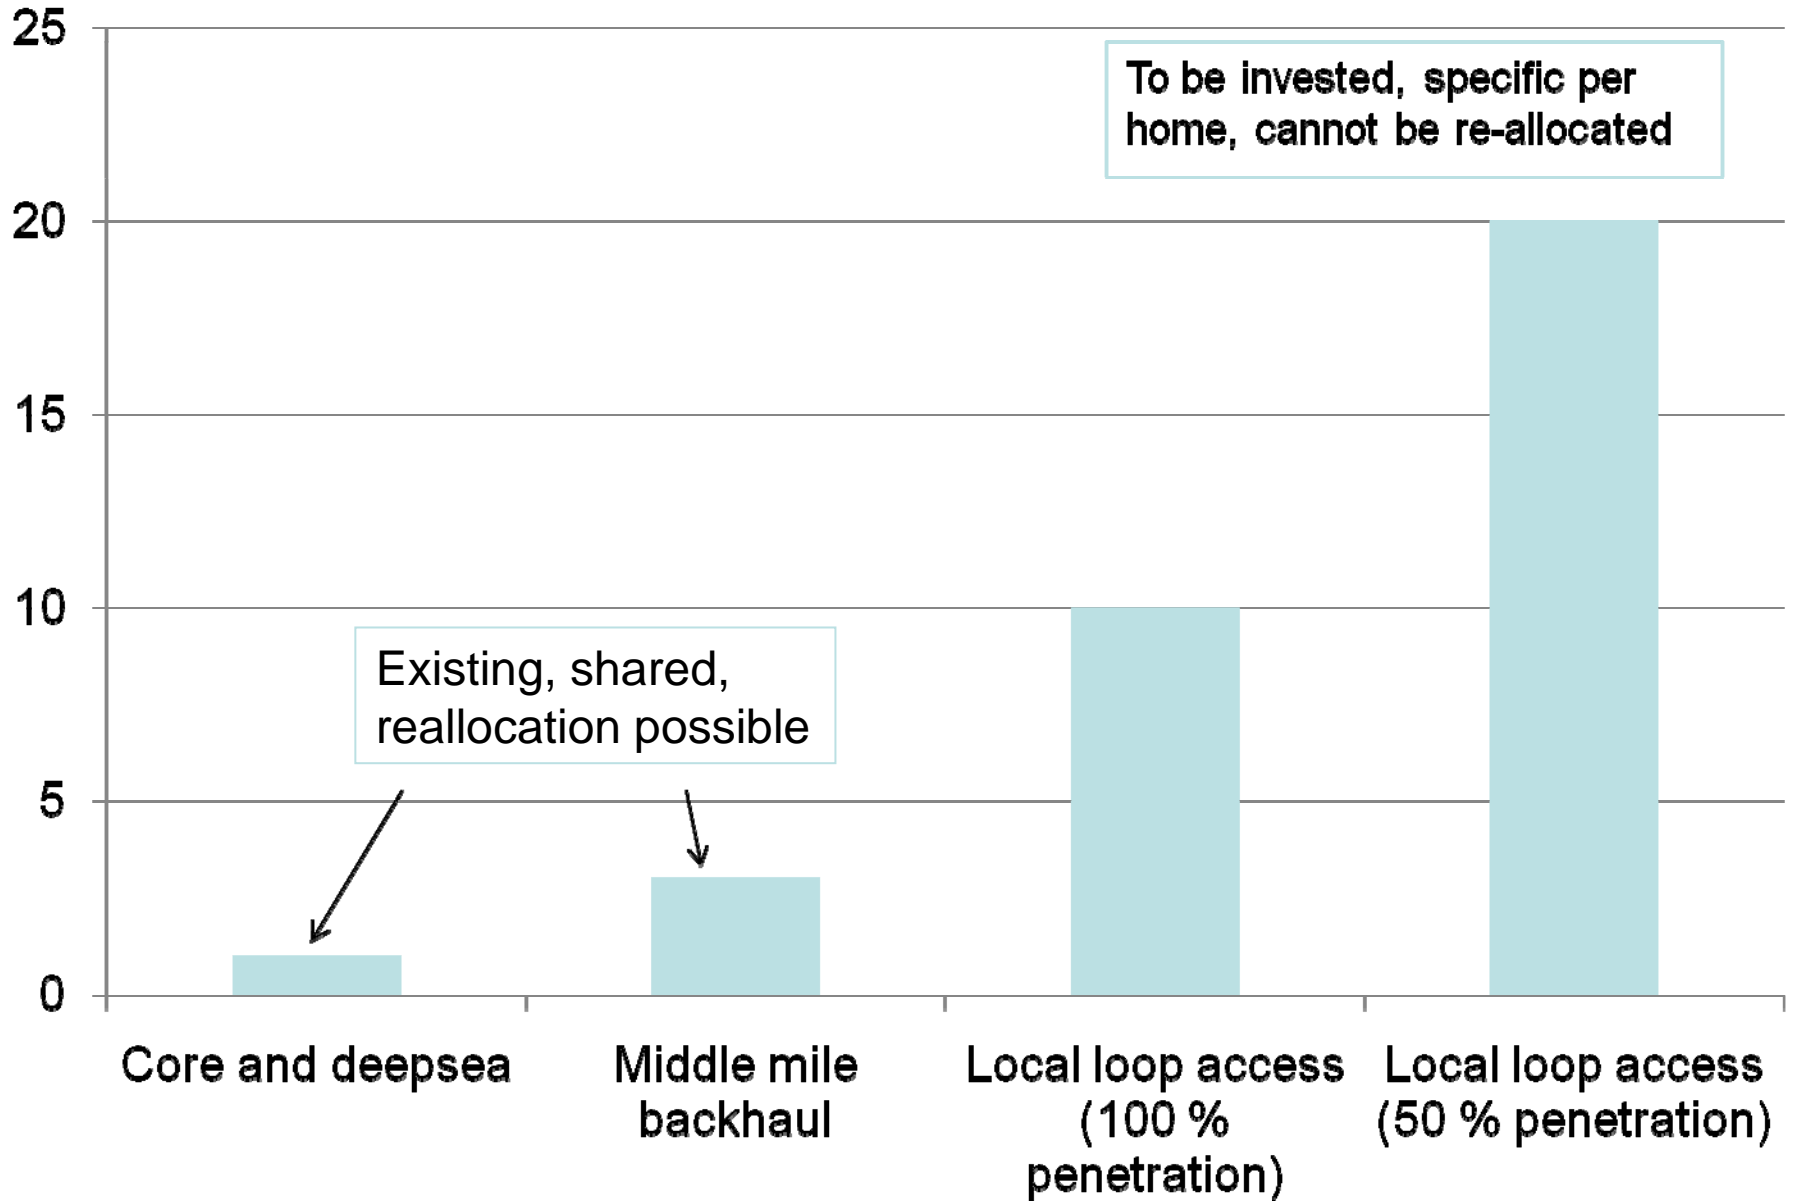 25
To be invested, specific per
home, cannot be re-allocated
20
15
10
Existing, shared,
reallocation possible
5
0
Core and deepsea
Middle mile
backhaul
Local loop access
(100 %
penetration)
Local loop access
(50 % penetration)